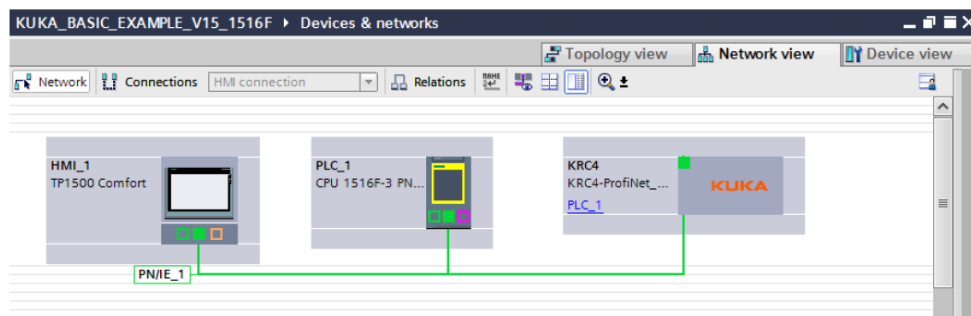 KUKA_BASIC_EXAMPLE_V15_1516F ▸ Devices & networks
Topology view Network view Device view
Network Connections HMI connection Relations
HMI_1
TP1500 Comfort
PLC_1
CPU 1516F-3 PN...
KRC4
KRC4-ProfiNet_...
PLC_1
KUKA
PN/IE_1